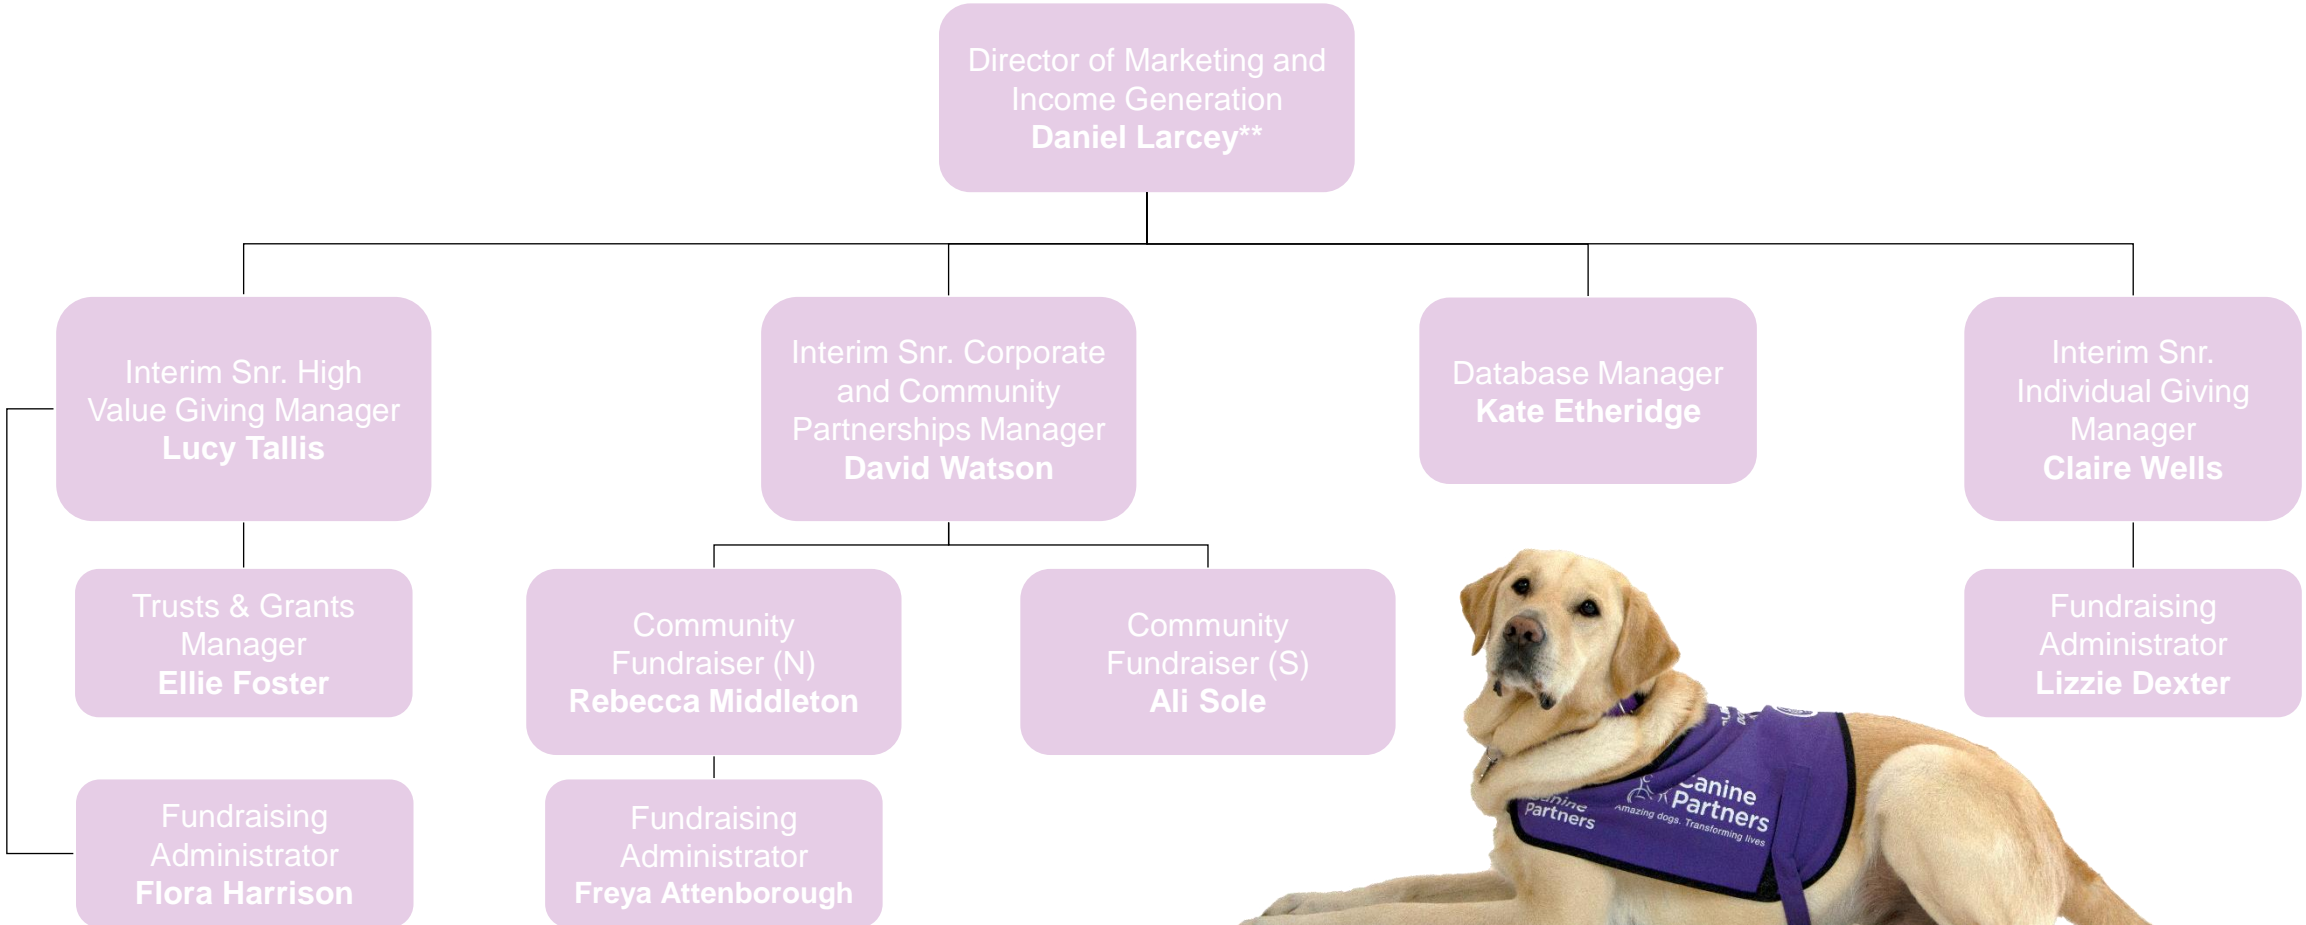 Director of Marketing and
Income Generation
Daniel Larcey**
Interim Snr. High
Value Giving Manager
Lucy Tallis
Interim Snr. Corporate
and Community
Partnerships Manager
David Watson
Database Manager
Kate Etheridge
Interim Snr.
Individual Giving
Manager
Claire Wells
Trusts & Grants
Manager
Ellie Foster
Community
Fundraiser (N)
Rebecca Middleton
Community
Fundraiser (S)
Ali Sole
Fundraising
Administrator
Lizzie Dexter
Fundraising
Administrator
Flora Harrison
Fundraising
Administrator
Freya Attenborough
Canine
Partners
Canine
Partners
Amazing dogs. Transforming lives